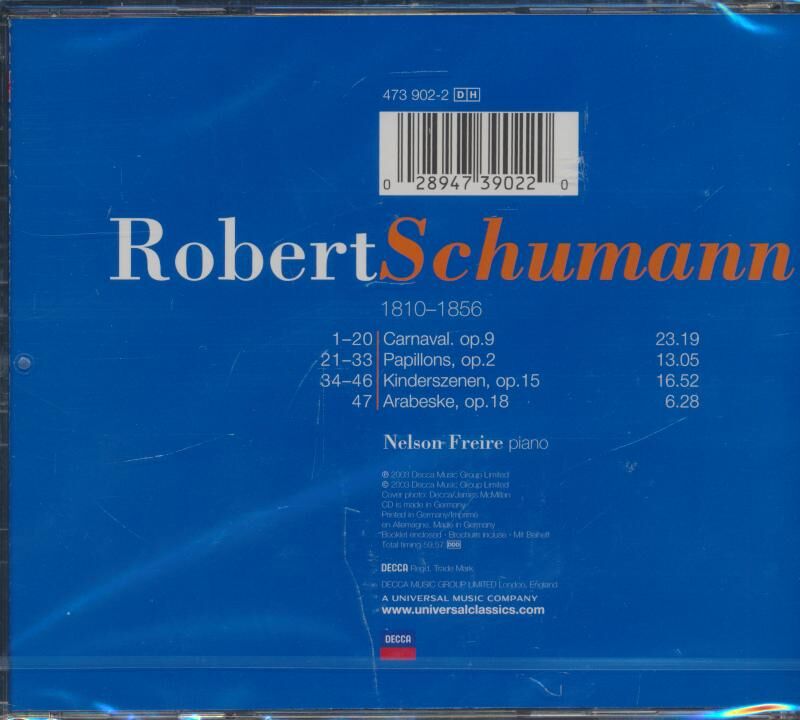 473 902-2 DH
0 28947 39022 0
RobertSchumann
1810–1856
1–20 Carnaval. op.9 23.19
21–33 Papillons, op.2 13.05
34–46 Kinderszenen, op.15 16.52
47 Arabeske, op.18 6.28
Nelson Freire piano
℗ 2003 Decca Music Group Limited
© 2003 Decca Music Group Limited
Cover photo: Decca/James McMillan
CD is made in Germany
Printed in Germany/Imprimé
en Allemagne. Made in Germany
Booklet enclosed · Brochure incluse · Mit Beiheft
Total timing 59.57 DDD
DECCA Regd. Trade Mark
DECCA MUSIC GROUP LIMITED London, England
A UNIVERSAL MUSIC COMPANY
www.universalclassics.com
DECCA